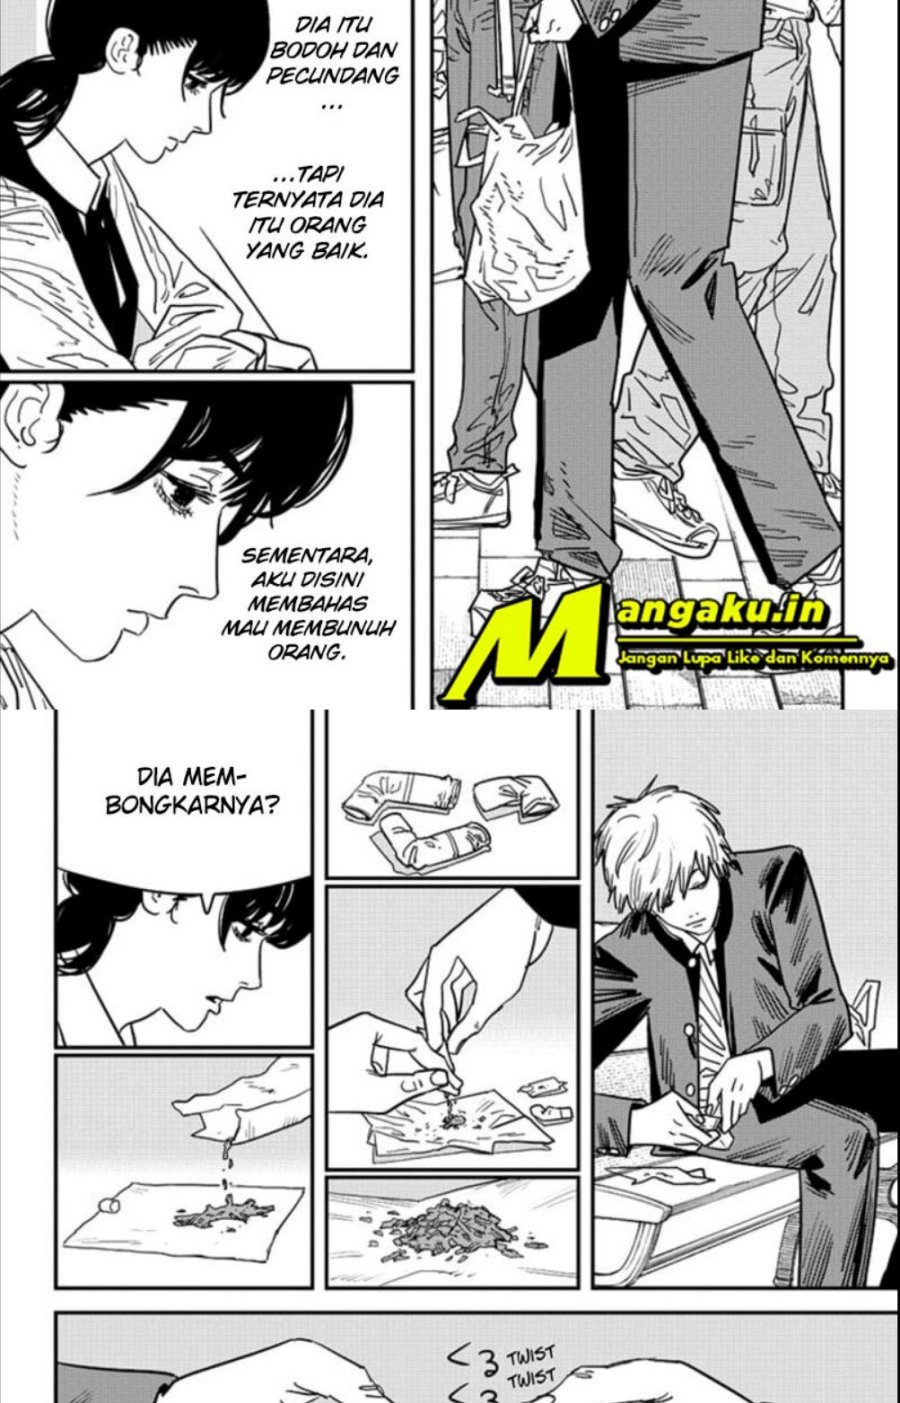 DIA ITU
BODOH DAN
PECUNDANG
...
...TAPI
TERNYATA DIA
ITU ORANG
YANG BAIK.
SEMENTARA,
AKU DISINI
MEMBAHAS
MAU MEMBUNUH
ORANG.
Mangaku.in
Jangan Lupa Like dan Komennya
DIA MEM-
BONGKARNYA?
TWIST
TWIST